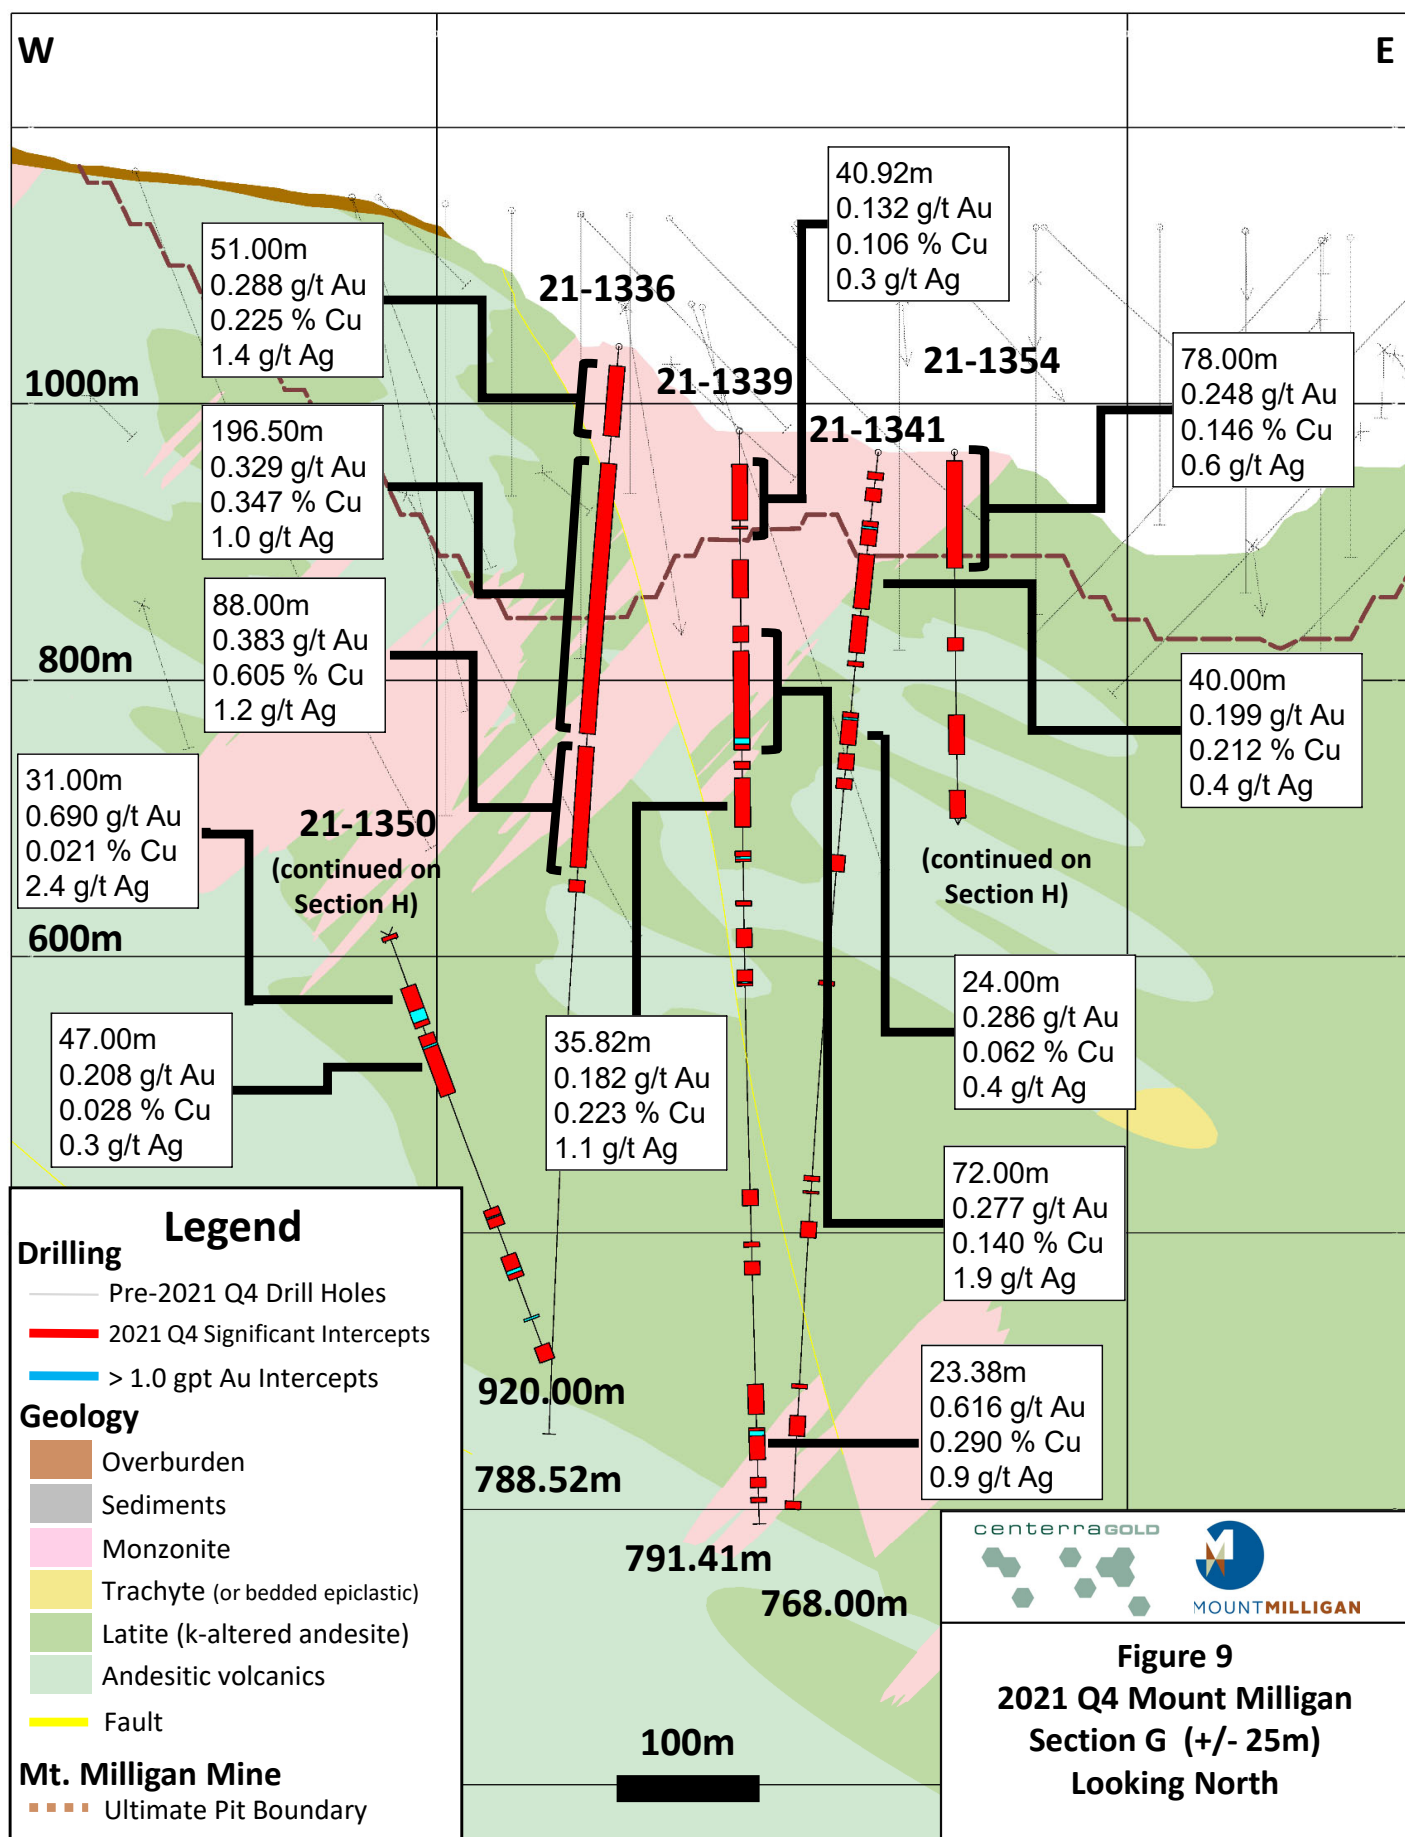 W
E
40.92m
0.132 g/t Au
0.106 % Cu
0.3 g/t Ag
51.00m
0.288 g/t Au
0.225 % Cu
1.4 g/t Ag
21-1336
21-1339
21-1354
21-1341
78.00m
0.248 g/t Au
0.146 % Cu
0.6 g/t Ag
1000m
196.50m
0.329 g/t Au
0.347 % Cu
1.0 g/t Ag
88.00m
0.383 g/t Au
0.605 % Cu
1.2 g/t Ag
800m
40.00m
0.199 g/t Au
0.212 % Cu
0.4 g/t Ag
31.00m
0.690 g/t Au
0.021 % Cu
2.4 g/t Ag
21-1350
(continued on
Section H)
(continued on
Section H)
600m
24.00m
0.286 g/t Au
0.062 % Cu
0.4 g/t Ag
47.00m
0.208 g/t Au
0.028 % Cu
0.3 g/t Ag
35.82m
0.182 g/t Au
0.223 % Cu
1.1 g/t Ag
72.00m
0.277 g/t Au
0.140 % Cu
1.9 g/t Ag
23.38m
0.616 g/t Au
0.290 % Cu
0.9 g/t Ag
920.00m
788.52m
791.41m
768.00m
Legend
Drilling
Pre-2021 Q4 Drill Holes
2021 Q4 Significant Intercepts
> 1.0 gpt Au Intercepts
Geology
Overburden
Sediments
Monzonite
Trachyte (or bedded epiclastic)
Latite (k-altered andesite)
Andesitic volcanics
Fault
Mt. Milligan Mine
Ultimate Pit Boundary
100m
centerraGOLD
MOUNTMILLIGAN
Figure 9
2021 Q4 Mount Milligan
Section G (+/- 25m)
Looking North